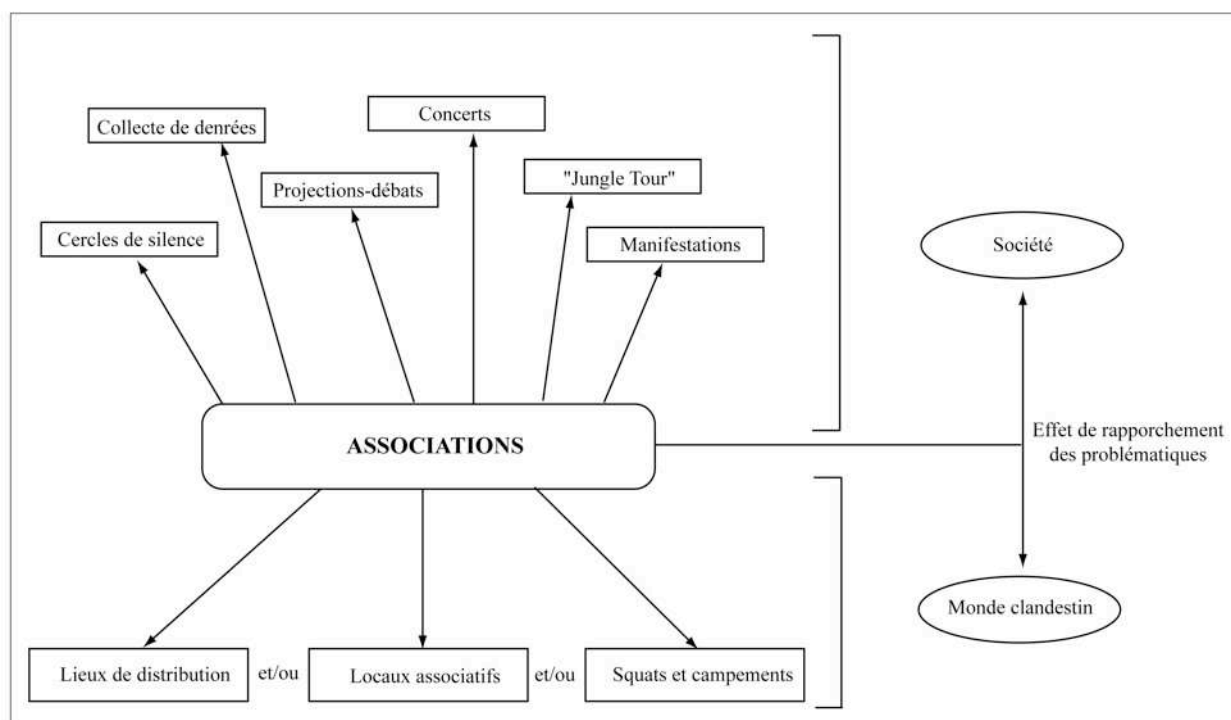 Concerts
Collecte de denrées
"Jungle Tour"
Projections-débats
Cercles de silence
Manifestations
Société
ASSOCIATIONS
Effet de rapporchement
des problématiques
Monde clandestin
Lieux de distribution et/ou Locaux associatifs et/ou Squats et campements